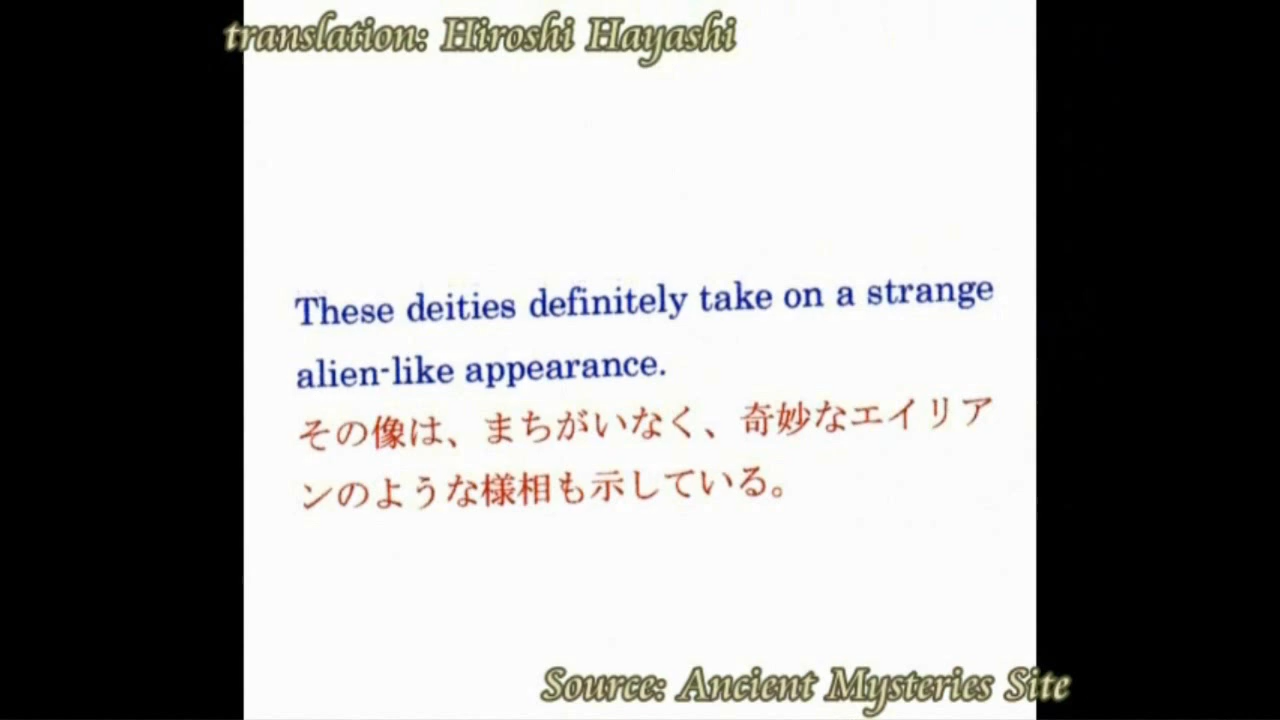 translation: Hiroshi Hayashi
These deities definitely take on a strange
alien-like appearance.
その像は、まちがいなく、奇妙なエイリア
ンのような様相も示している。
Source: Ancient Mysteries Site